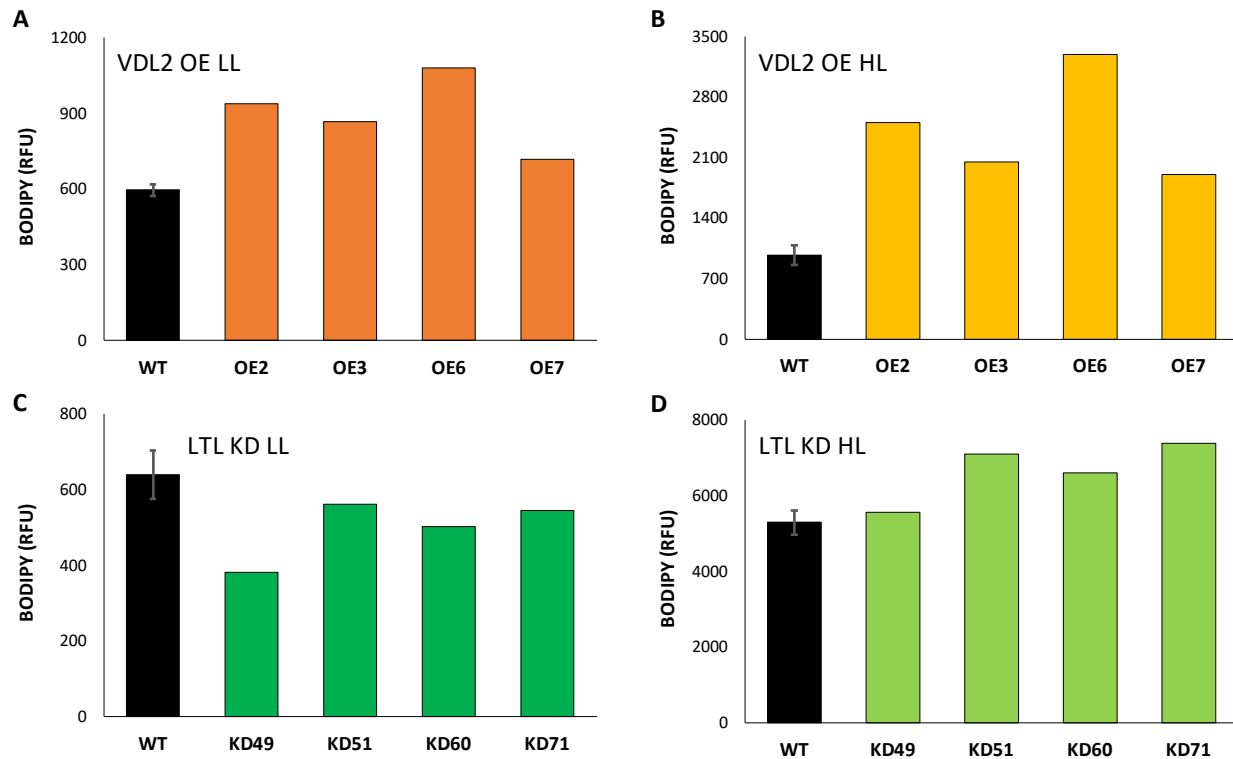 A
VDL2 OE LL
BODIPY (RFU)
1200
900
600
300
0
WT OE2 OE3 OE6 OE7
B
VDL2 OE HL
BODIPY (RFU)
3500
2800
2100
1400
700
0
WT OE2 OE3 OE6 OE7
C
LTL KD LL
BODIPY (RFU)
800
600
400
200
0
WT KD49 KD51 KD60 KD71
D
LTL KD HL
BODIPY (RFU)
8000
6000
4000
2000
0
WT KD49 KD51 KD60 KD71